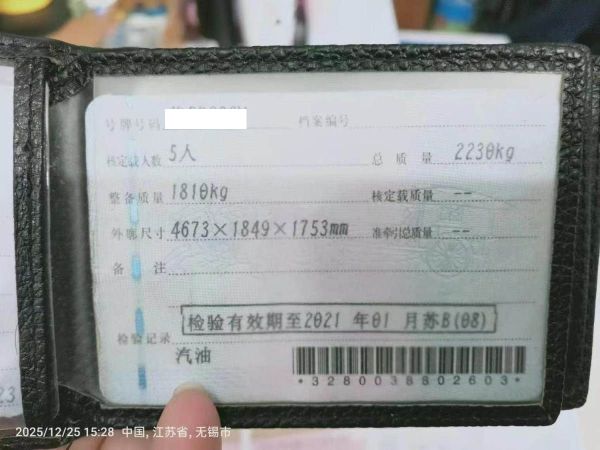 号牌号码
档案编号
核定载人数 5人 总质量 2230kg
整备质量 1810kg 核定载质量 --
外廓尺寸 4673×1849×1753mm 准牵引总质量 --
备注
检验有效期至2021 年01 月苏B(08)
检验记录
汽油
*3280038802603*
23
2025/12/25 15:28 中国, 江苏省, 无锡市